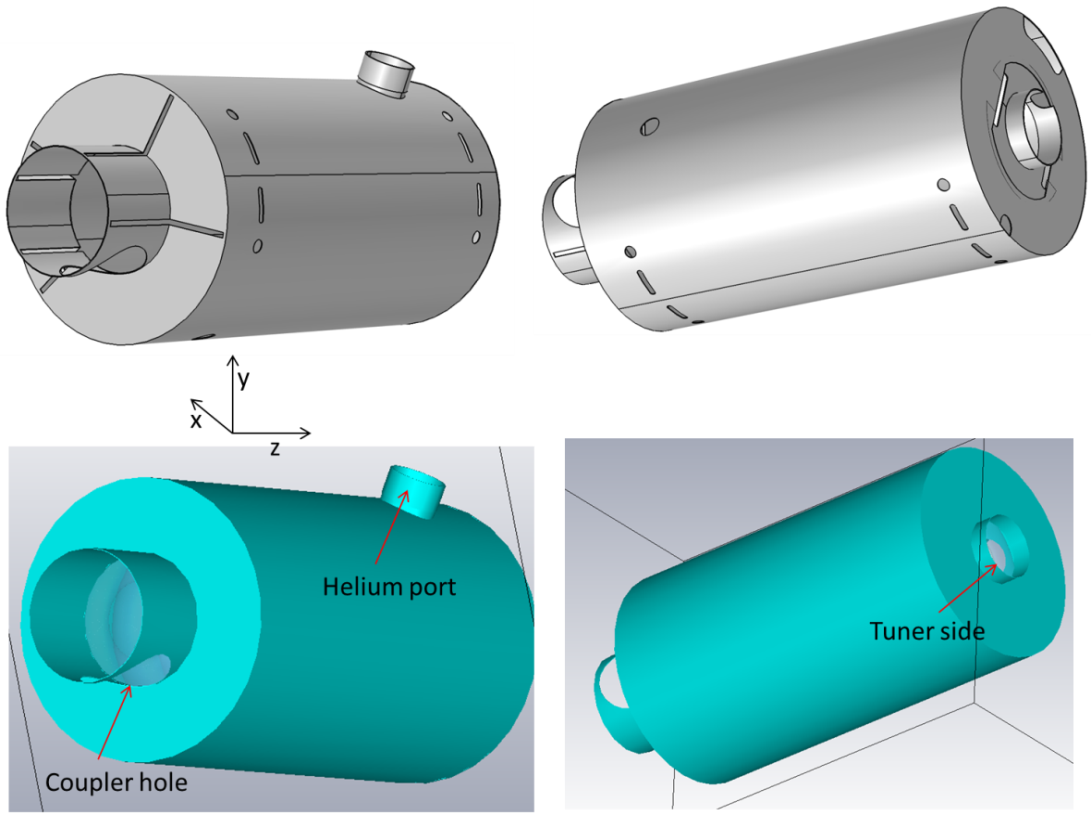 y
x
z
Helium port
Tuner side
Coupler hole